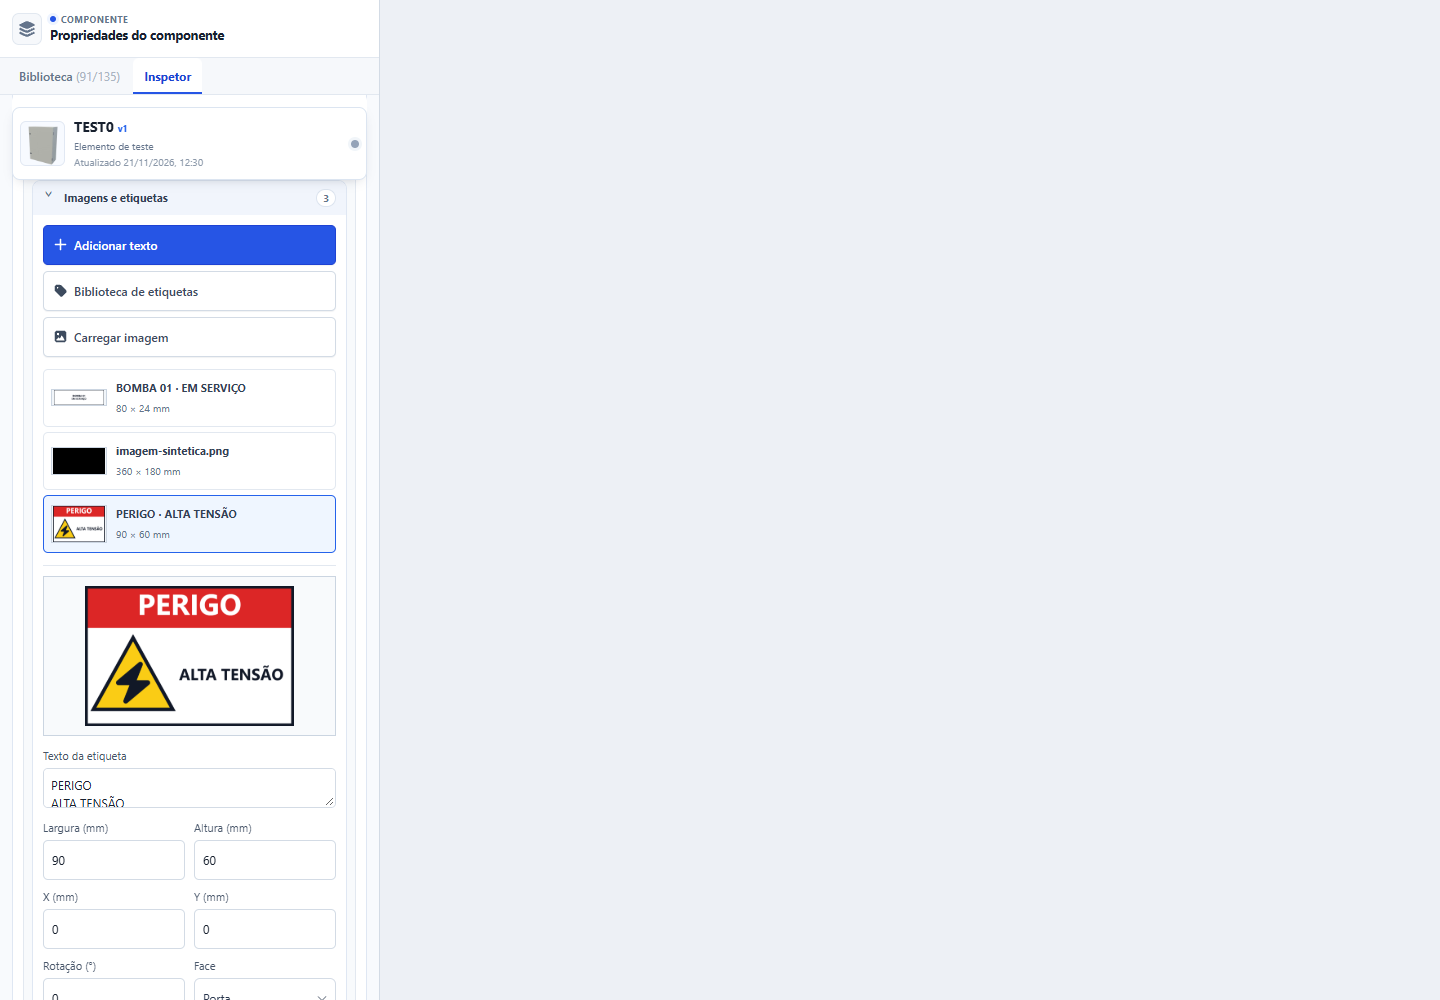 COMPONENTE
Propriedades do componente
Biblioteca (91/135)
Inspetor
TEST0 v1
Elemento de teste
Atualizado 21/11/2026, 12:30
Imagens e etiquetas
3
Adicionar texto
Biblioteca de etiquetas
Carregar imagem
BOMBA 01 · EM SERVIÇO
80 × 24 mm
imagem-sintetica.png
360 × 180 mm
PERIGO
ALTA TENSÃO
PERIGO · ALTA TENSÃO
90 × 60 mm
PERIGO
ALTA TENSÃO
Texto da etiqueta
PERIGO
ALTA TENSÃO
Largura (mm)
Altura (mm)
90
60
X (mm)
Y (mm)
0
0
Rotação (°)
Face
0
Porta